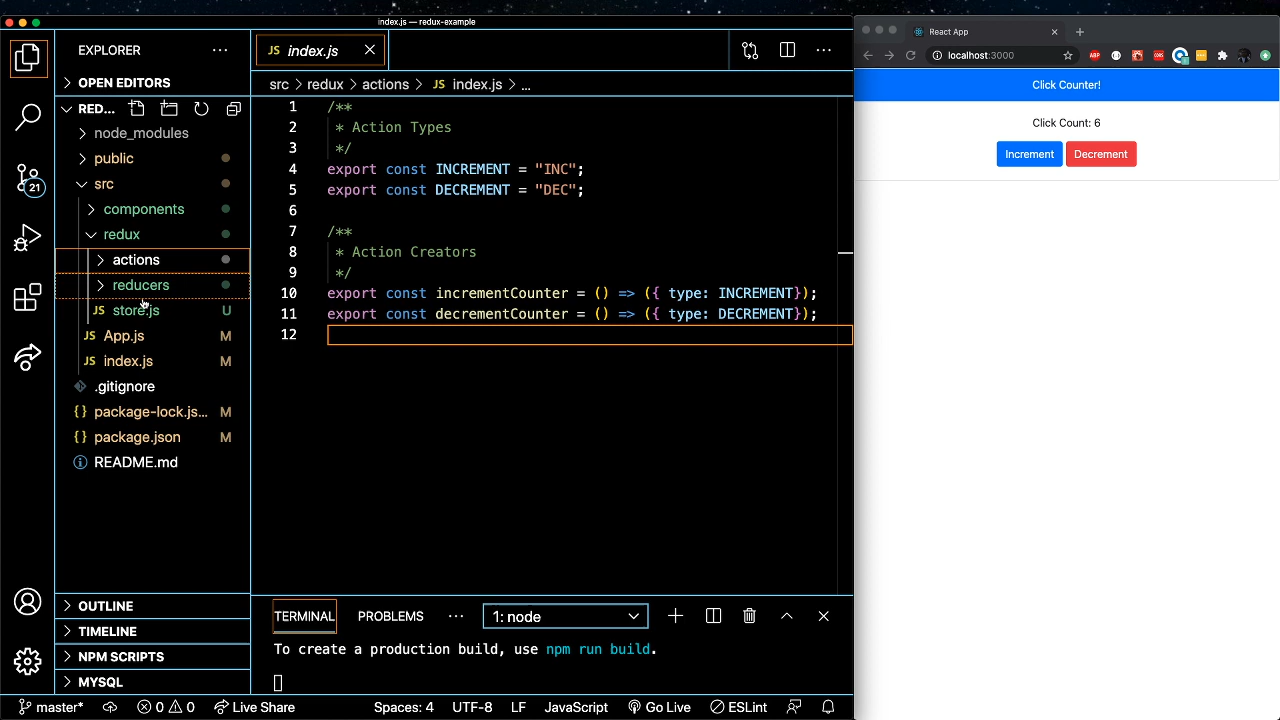 index.js — redux-example
EXPLORER
OPEN EDITORS
RED...
node_modules
public
src
components
redux
actions
reducers
store.js U
App.js M
index.js M
.gitignore
package-lock.js... M
package.json M
README.md
OUTLINE
TIMELINE
NPM SCRIPTS
MYSQL
21
JS index.js
src > redux > actions > JS index.js > ...
1 /**
2 * Action Types
3 */
4 export const INCREMENT = "INC";
5 export const DECREMENT = "DEC";
6
7 /**
8 * Action Creators
9 */
10 export const incrementCounter = () => ({ type: INCREMENT});
11 export const decrementCounter = () => ({ type: DECREMENT});
12
TERMINAL PROBLEMS ... 1: node
To create a production build, use npm run build.
master* 0 0 Live Share Spaces: 4 UTF-8 LF JavaScript Go Live ESLint
React App
localhost:3000
Click Counter!
Click Count: 6
Increment Decrement